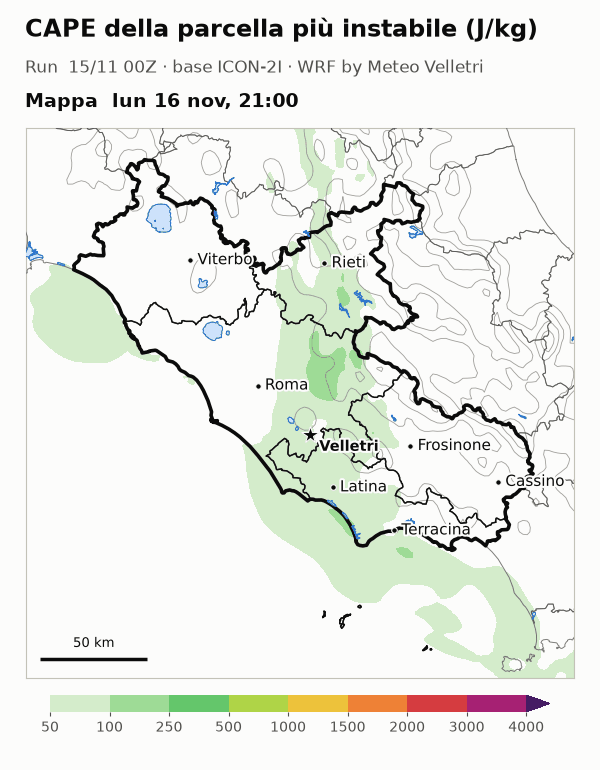 CAPE della parcella più instabile (J/kg)
Run  15/11 00Z · base ICON-2I · WRF by Meteo Velletri
Mappa  lun 16 nov, 21:00
Viterbo
Rieti
Roma
Velletri
Frosinone
Latina
Cassino
Terracina
50 km
50 100 250 500 1000 1500 2000 3000 4000